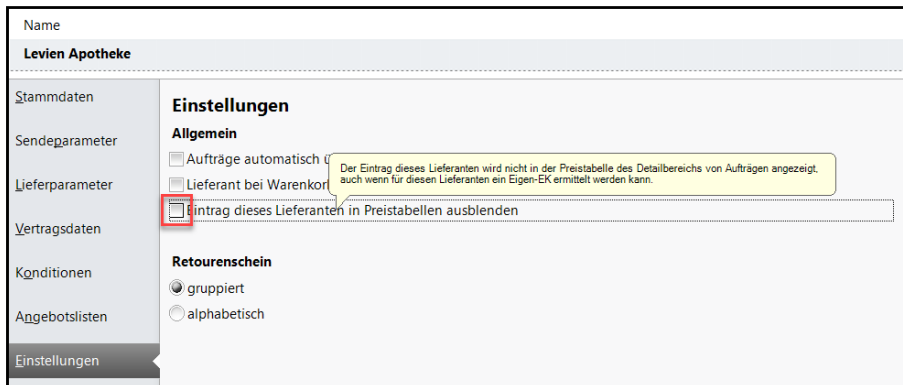 Name
Levien Apotheke
Stammdaten
Sendeparameter
Lieferparameter
Vertragsdaten
Konditionen
Angebotslisten
Einstellungen
Einstellungen
Allgemein
Aufträge automatisch
Der Eintrag dieses Lieferanten wird nicht in der Preistabelle des Detailbereichs von Aufträgen angezeigt,
auch wenn für diesen Lieferanten ein Eigen-EK ermittelt werden kann.
Lieferant bei
Eintrag dieses Lieferanten in Preistabellen ausblenden
Retourenschein
gruppiert
alphabetisch